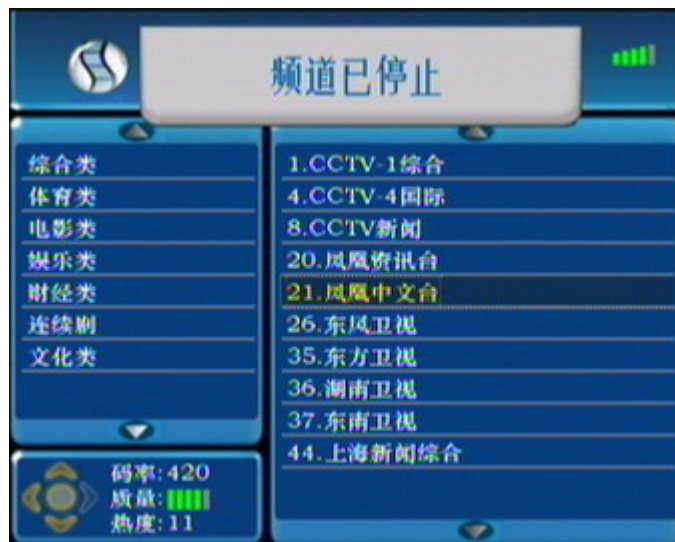 频道已停止
综合类
体育类
电影类
娱乐类
财经类
连续剧
文化类
1.CCTV-1综合
4.CCTV-4国际
8.CCTV新闻
20.凤凰资讯台
21.凤凰中文台
26.东风卫视
35.东方卫视
36.湖南卫视
37.东南卫视
44.上海新闻综合
码率:420
质量:
热度:11